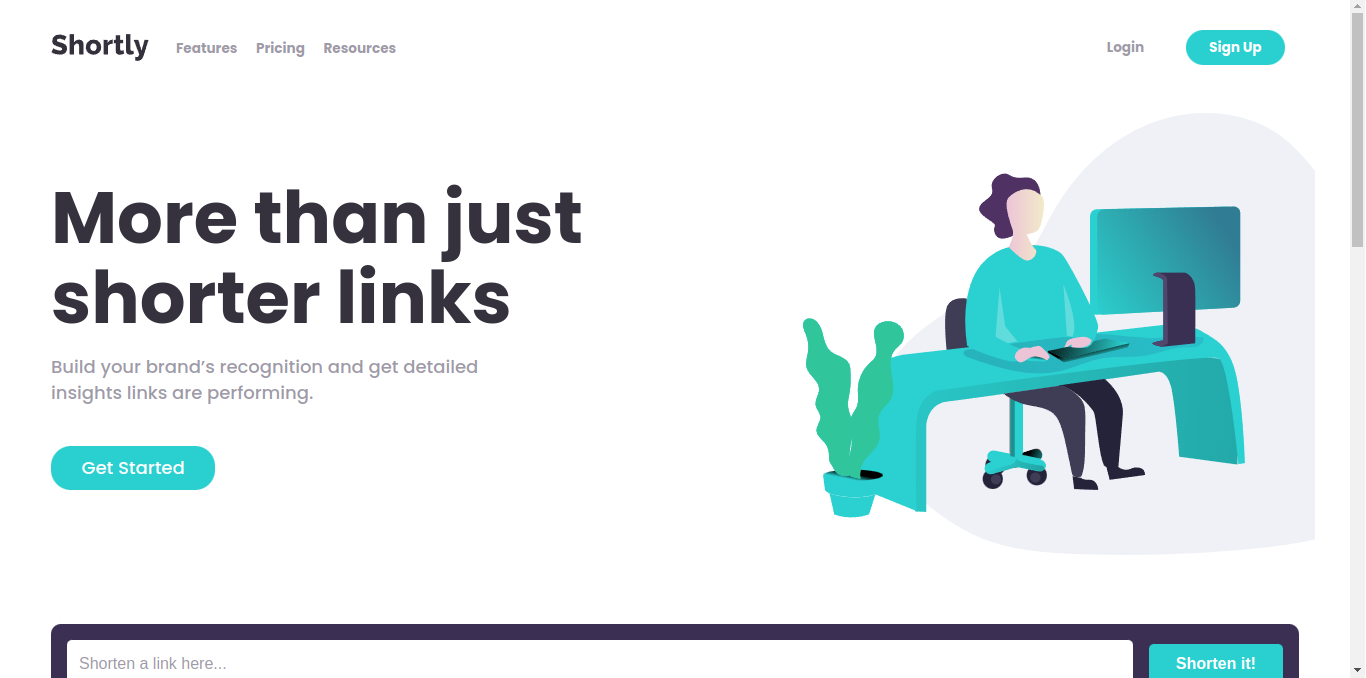 Shortly
Features Pricing Resources
Login
Sign Up
More than just
shorter links
Build your brand’s recognition and get detailed
insights links are performing.
Get Started
Shorten a link here...
Shorten it!